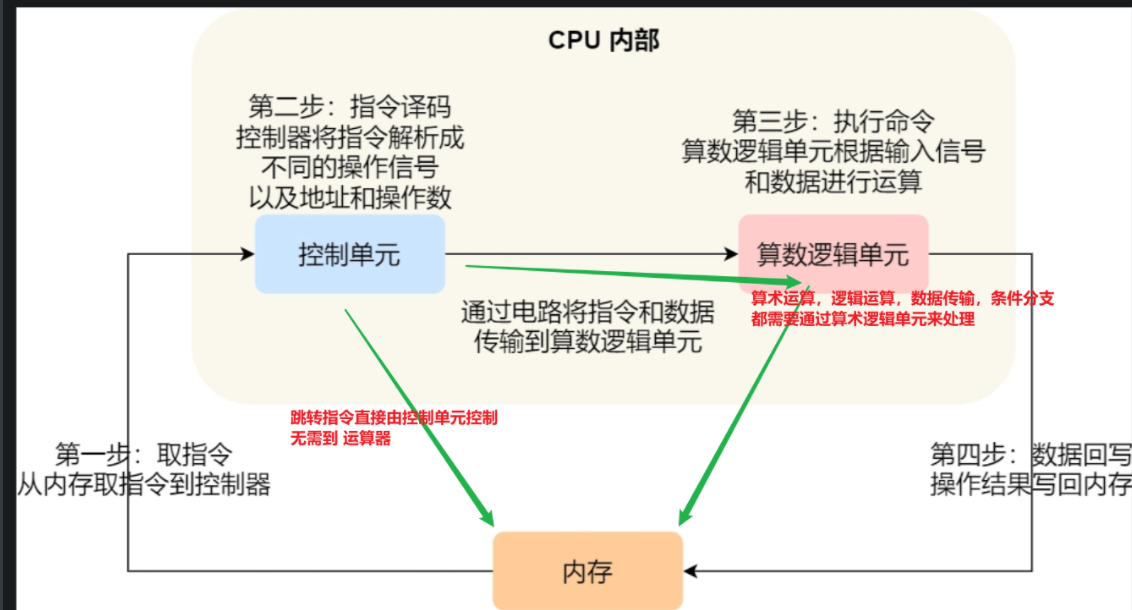 CPU 内部
第二步：指令译码
控制器将指令解析成
不同的操作信号
以及地址和操作数
第三步：执行命令
算数逻辑单元根据输入信号
和数据进行运算
控制单元
算数逻辑单元
通过电路将指令和数据
传输到算数逻辑单元
算术运算，逻辑运算，数据传输，条件分支
都需要通过算术逻辑单元来处理
跳转指令直接由控制单元控制
无需到 运算器
第一步：取指令
从内存取指令到控制器
第四步：数据回写
操作结果写回内存
内存